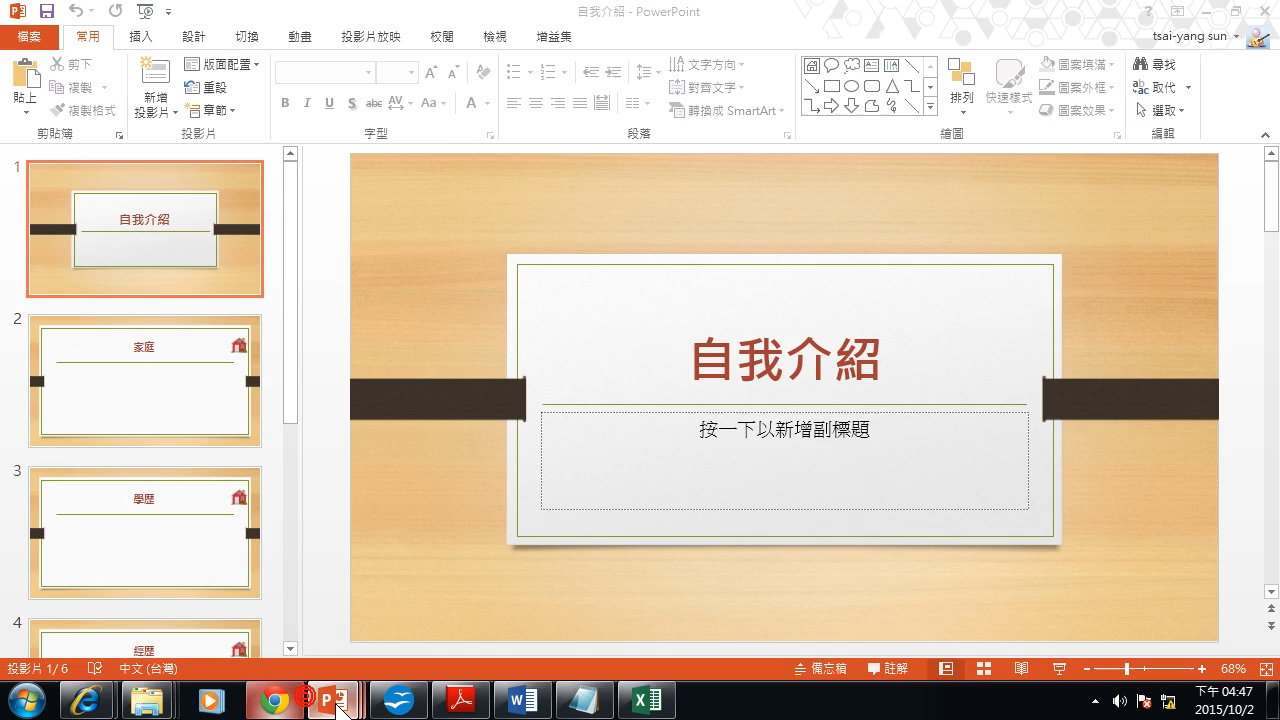 自我介紹 - PowerPoint
檔案 常用 插入 設計 切換 動畫 投影片放映 校閱 檢視 增益集 tsai-yang sun
貼上 剪下 複製 複製格式 剪貼簿
新增 投影片 版面配置 重設 章節 投影片
B I U S abc AV Aa A 字型
文字方向 對齊文字 轉換成 SmartArt 段落
排列 快速樣式 圖案填滿 圖案外框 圖案效果 繪圖
尋找 取代 選取 編輯
1
自我介紹
2
家庭
3
學歷
4
經歷
自我介紹
按一下以新增副標題
投影片 1/6 中文 (台灣) 備忘稿 註解 68%
下午 04:47
2015/10/2